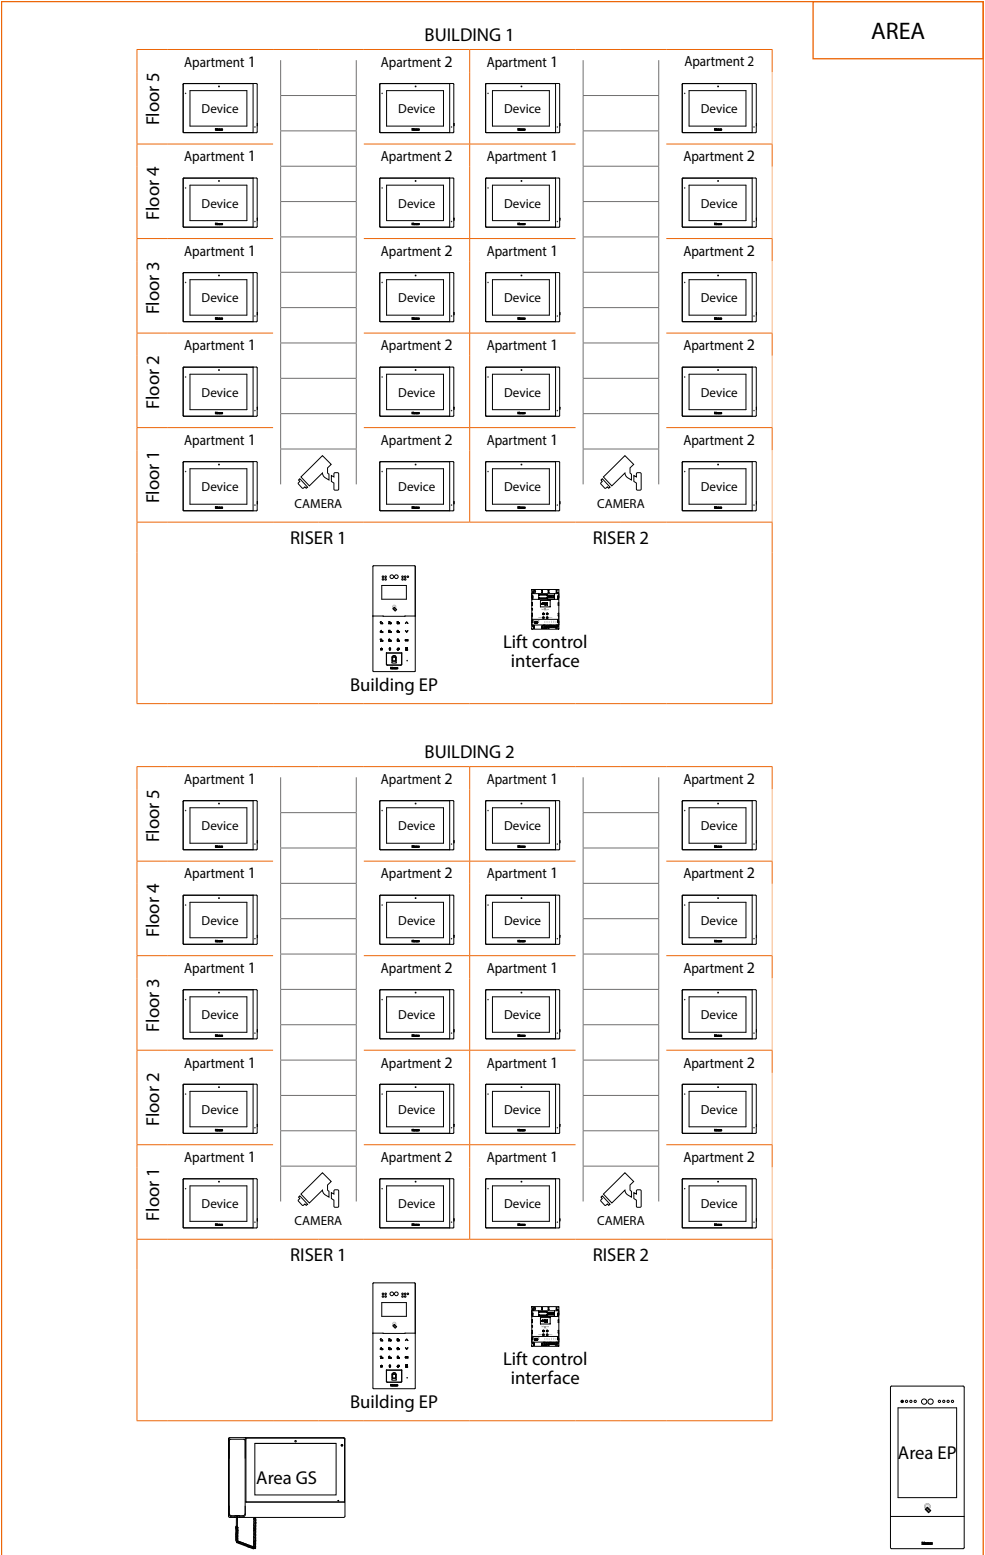 AREA
BUILDING 1
Floor 5
Apartment 1
Apartment 2
Apartment 1
Apartment 2
Device
Device
Device
Device
Floor 4
Apartment 1
Apartment 2
Apartment 1
Apartment 2
Device
Device
Device
Device
Floor 3
Apartment 1
Apartment 2
Apartment 1
Apartment 2
Device
Device
Device
Device
Floor 2
Apartment 1
Apartment 2
Apartment 1
Apartment 2
Device
Device
Device
Device
Floor 1
Apartment 1
Apartment 2
Apartment 1
Apartment 2
Device
Device
Device
Device
CAMERA
CAMERA
RISER 1
RISER 2
Building EP
Lift control
interface
BUILDING 2
Floor 5
Apartment 1
Apartment 2
Apartment 1
Apartment 2
Device
Device
Device
Device
Floor 4
Apartment 1
Apartment 2
Apartment 1
Apartment 2
Device
Device
Device
Device
Floor 3
Apartment 1
Apartment 2
Apartment 1
Apartment 2
Device
Device
Device
Device
Floor 2
Apartment 1
Apartment 2
Apartment 1
Apartment 2
Device
Device
Device
Device
Floor 1
Apartment 1
Apartment 2
Apartment 1
Apartment 2
Device
Device
Device
Device
CAMERA
CAMERA
RISER 1
RISER 2
Building EP
Lift control
interface
Area GS
Area EP